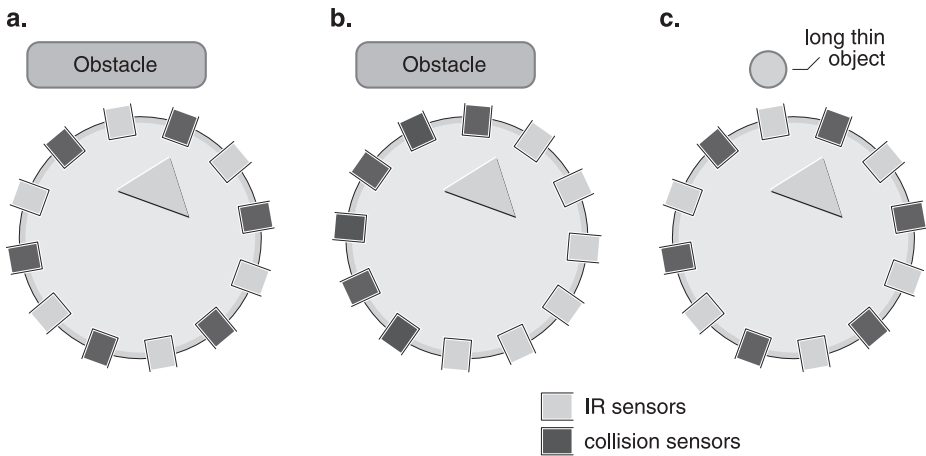 a.
b.
c.
Obstacle
Obstacle
long thin
object
IR sensors
collision sensors